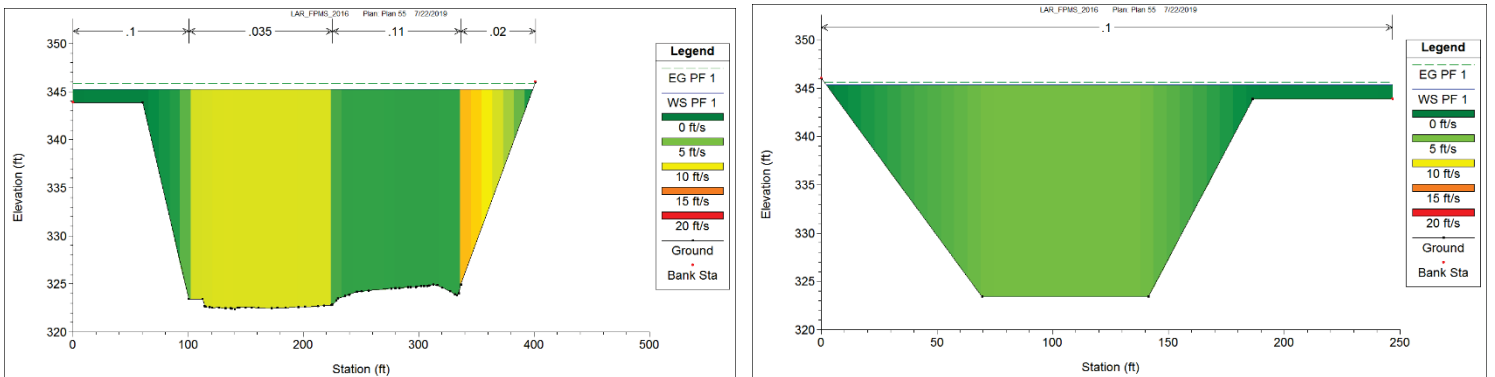 LAR_FPMS_2016 Plan: Plan 55 7/22/2019
.1
.035
.11
.02
350
345
340
335
330
325
320
Elevation (ft)
0
100
200
300
400
500
Station (ft)
Legend
EG PF 1
WS PF 1
0 ft/s
5 ft/s
10 ft/s
15 ft/s
20 ft/s
Ground
Bank Sta
LAR_FPMS_2016 Plan: Plan 55 7/22/2019
.1
350
345
340
335
330
325
320
Elevation (ft)
0
50
100
150
200
250
Station (ft)
Legend
EG PF 1
WS PF 1
0 ft/s
5 ft/s
10 ft/s
15 ft/s
20 ft/s
Ground
Bank Sta